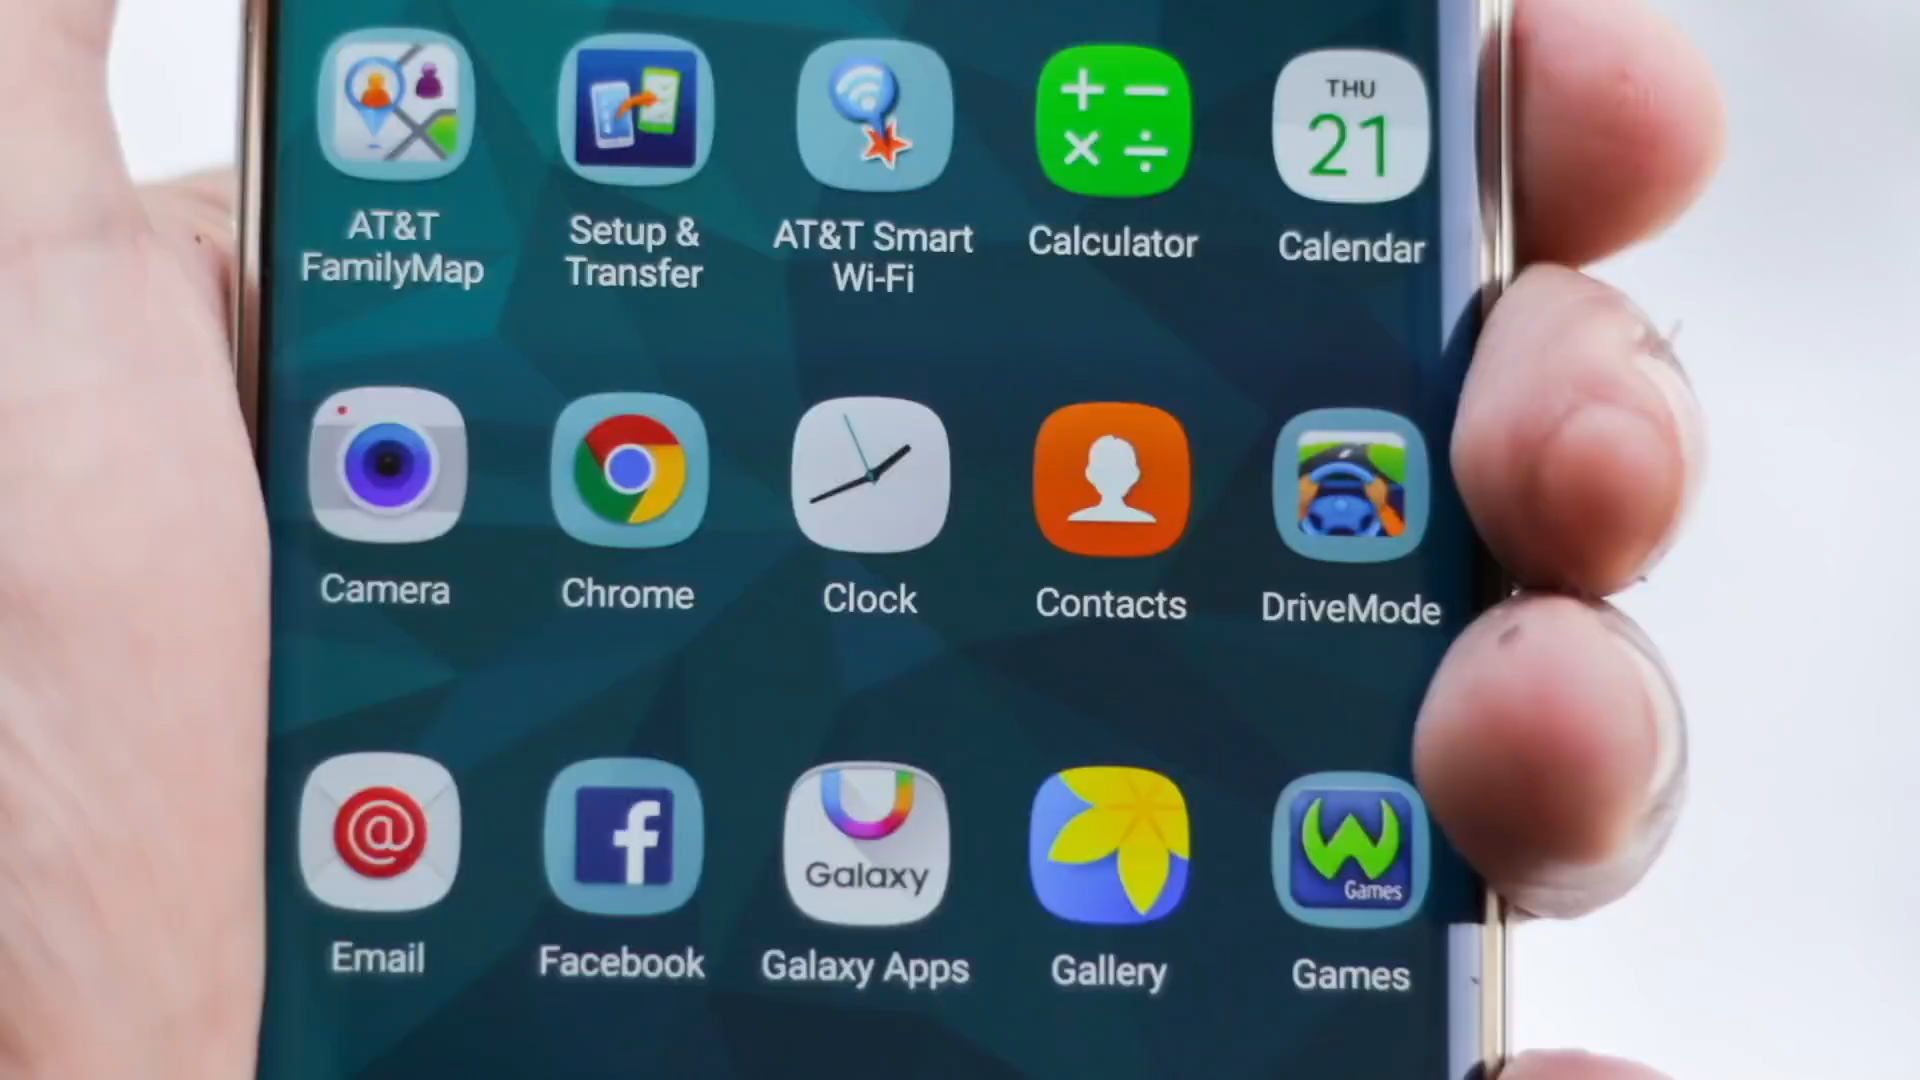 THU
21
AT&T
FamilyMap
Setup &
Transfer
AT&T Smart
Wi-Fi
Calculator
Calendar
Camera
Chrome
Clock
Contacts
DriveMode
@
f
Galaxy
W
Games
Email
Facebook
Galaxy Apps
Gallery
Games